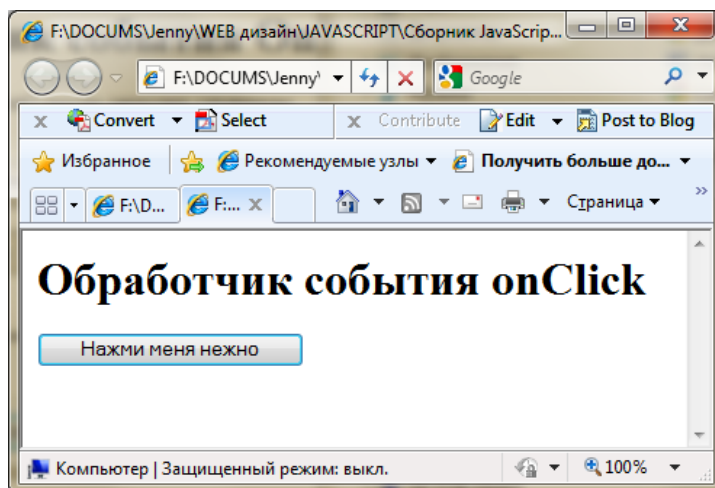 F:\DOCUMS\Jenny\WEB дизайн\JAVASCRIPT\Сборник JavaScrip...
F:\DOCUMS\Jenny\ Google
Convert Select x Contribute Edit Post to Blog
Избранное Рекомендуемые узлы Получить больше до...
F:\D... F:... Страница
Обработчик события onClick
Нажми меня нежно
Компьютер | Защищенный режим: выкл. 100%